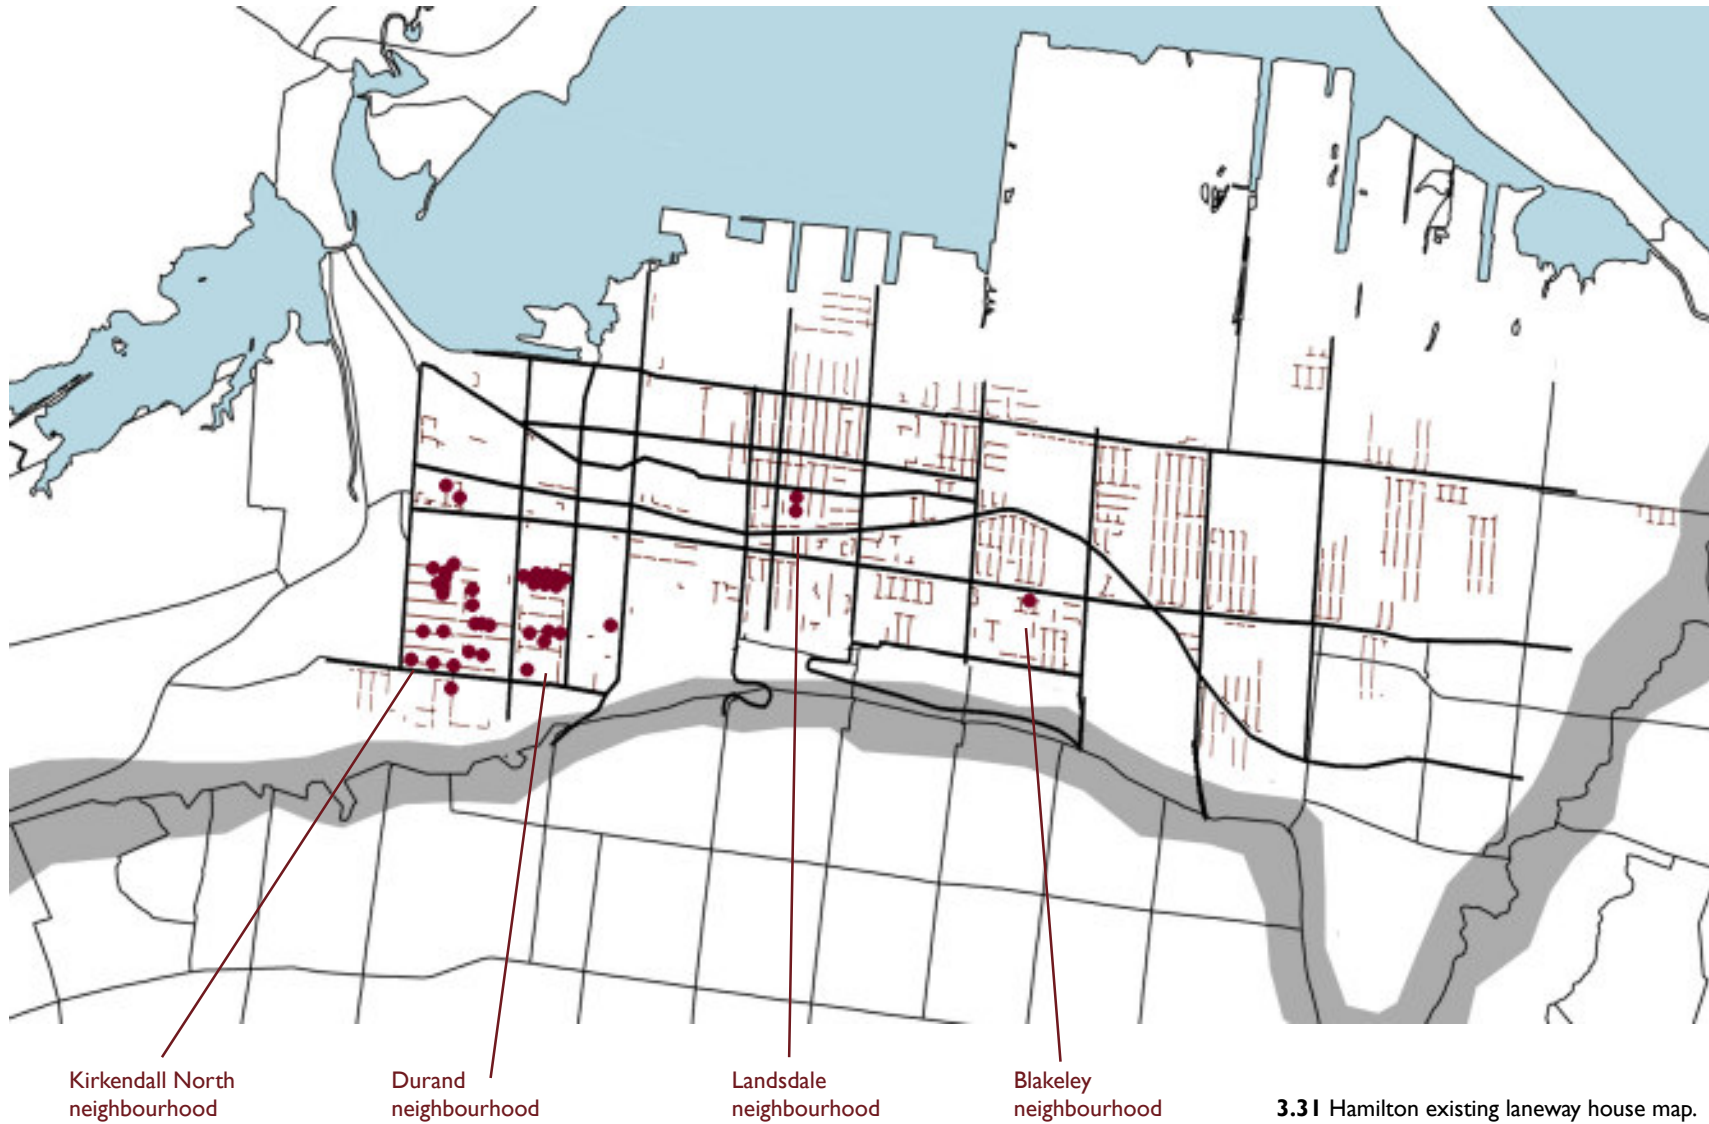 Kirkendall North
neighbourhood
Durand
neighbourhood
Landsdale
neighbourhood
Blakeley
neighbourhood
3.31 Hamilton existing laneway house map.